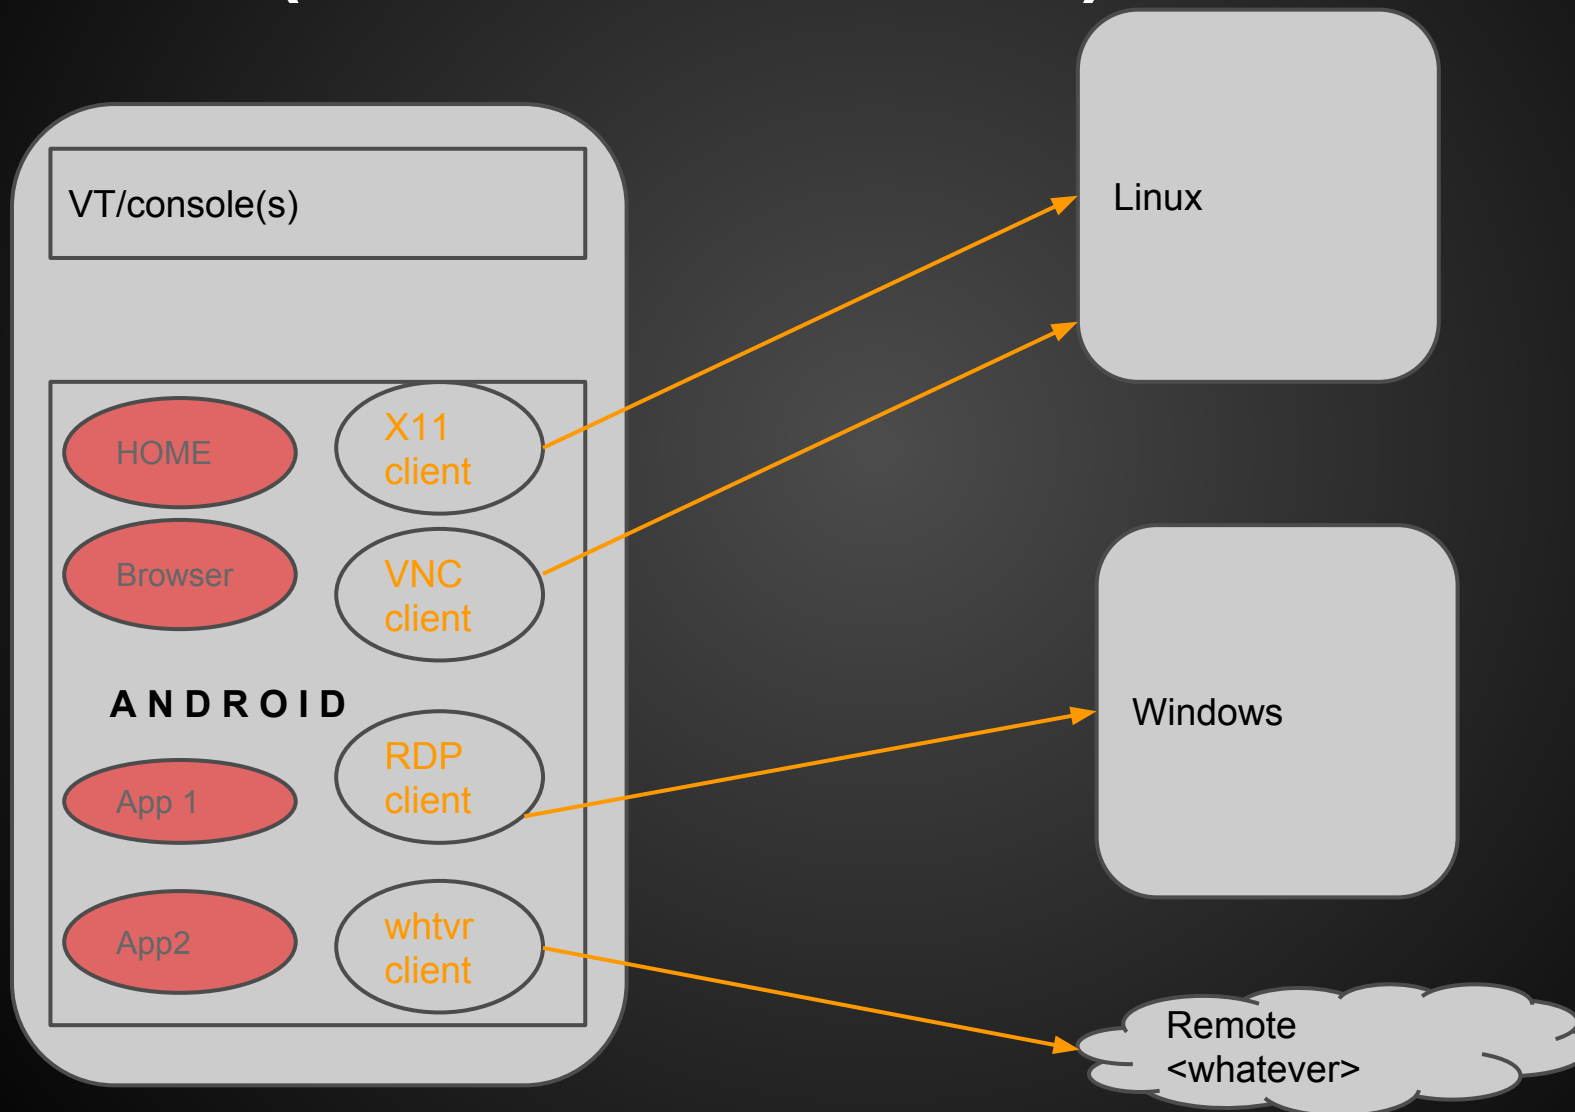 VT/console(s)
HOME
X11
client
Browser
VNC
client
A N D R O I D
App 1
RDP
client
App2
whtvr
client
Linux
Windows
Remote
<whatever>